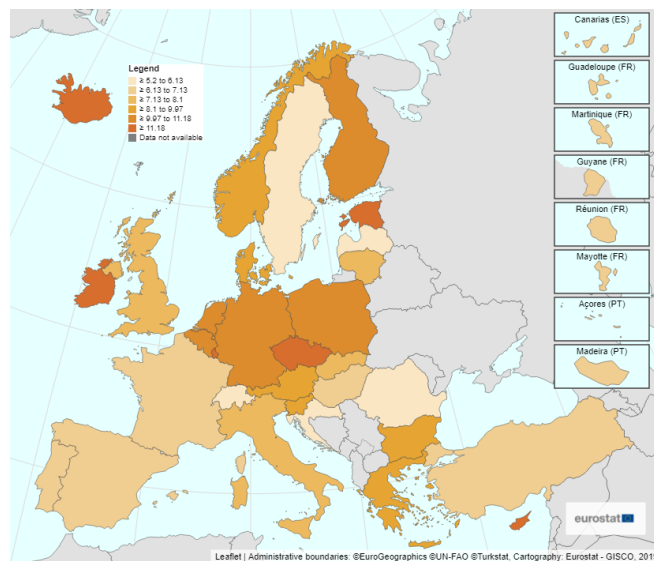 Canarias (ES)
Legend
≥ 5.2 to 6.13
≥ 6.13 to 7.13
≥ 7.13 to 8.1
≥ 8.1 to 9.97
≥ 9.97 to 11.18
≥ 11.18
Data not available
Guadeloupe (FR)
Martinique (FR)
Guyane (FR)
Réunion (FR)
Mayotte (FR)
Açores (PT)
Madeira (PT)
eurostat
Leaflet | Administrative boundaries: ©EuroGeographics ©UN-FAO ©Turkstat, Cartography: Eurostat - GISCO,